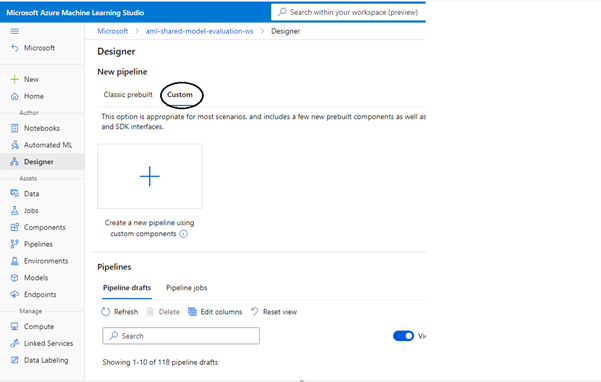 Microsoft Azure Machine Learning Studio
Search within your workspace (preview)
Microsoft
Microsoft > aml-shared-model-evaluation-ws > Designer
Designer
New pipeline
New
Home
Classic prebuilt
Custom
Author
This option is appropriate for most scenarios, and includes a few new prebuilt components as well as
and SDK interfaces.
Notebooks
Automated ML
Designer
Assets
Data
Jobs
Components
Create a new pipeline using
custom components
Pipelines
Environments
Models
Endpoints
Pipelines
Pipeline drafts
Pipeline jobs
Manage
Refresh
Delete
Edit columns
Reset view
Compute
Linked Services
Data Labeling
Search
Showing 1-10 of 118 pipeline drafts